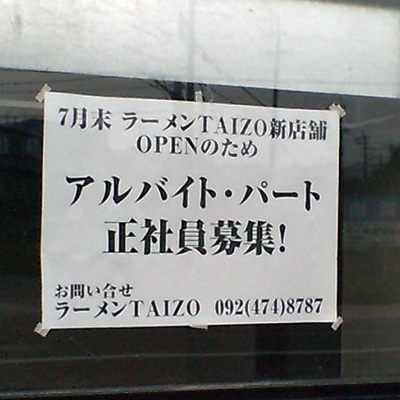 7月末 ラーメンTAIZO新店舗
OPENのため
アルバイト・パート
正社員募集!
お問い合せ
ラーメンTAIZO 092(474)8787